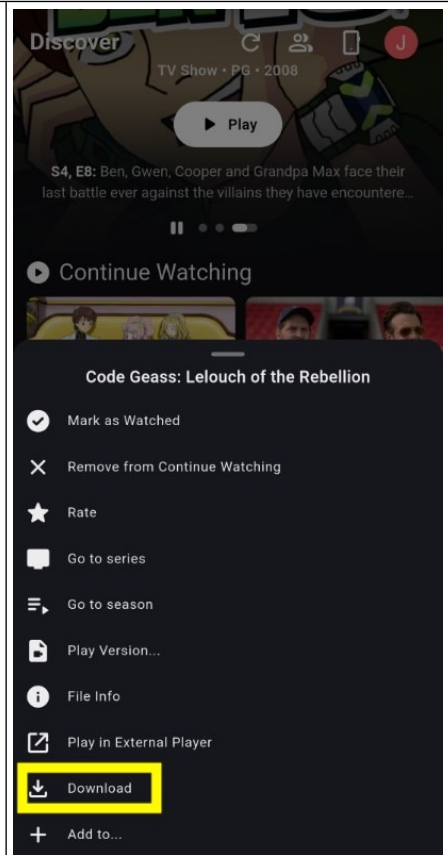 Discover
J
TV Show • PG • 2008
Play
S4, E8: Ben, Gwen, Cooper and Grandpa Max face their
last battle ever against the villains they have encountere...
Continue Watching
Code Geass: Lelouch of the Rebellion
Mark as Watched
Remove from Continue Watching
Rate
Go to series
Go to season
Play Version...
File Info
Play in External Player
Download
Add to...